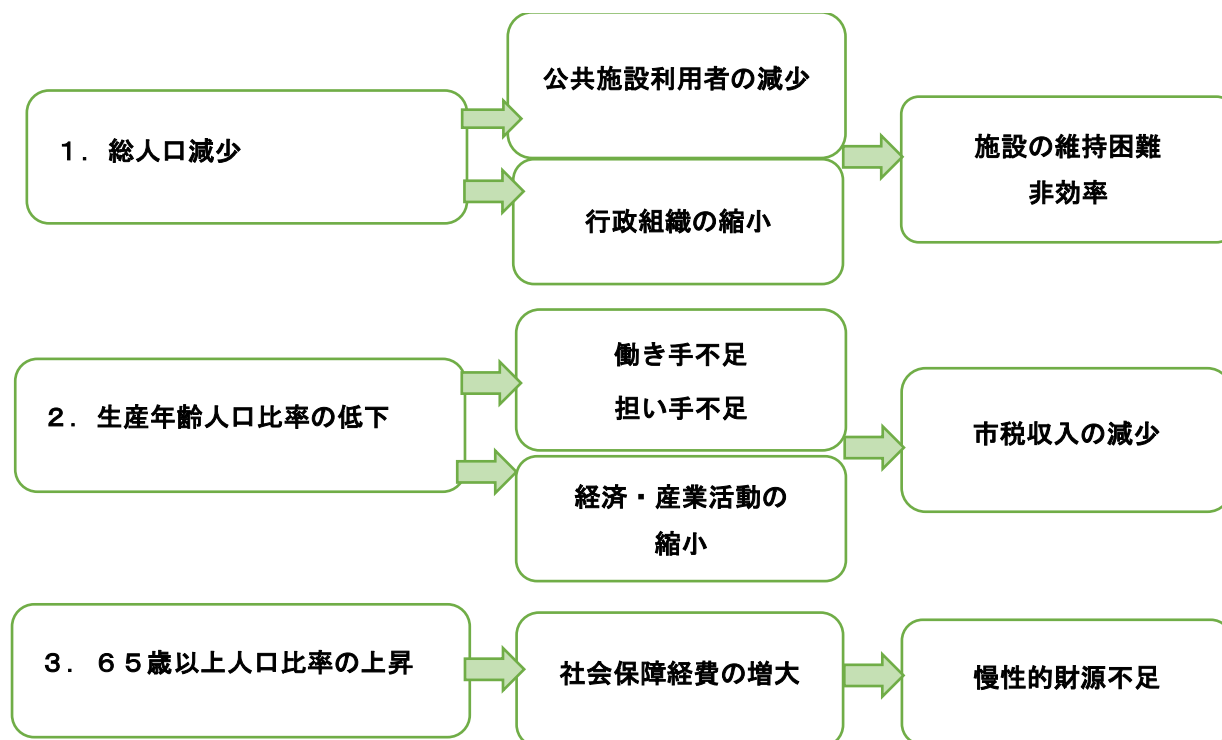 1．総人口減少
公共施設利用者の減少
行政組織の縮小
施設の維持困難
非効率
２．生産年齢人口比率の低下
働き手不足
担い手不足
経済・産業活動の
縮小
市税収入の減少
３．６５歳以上人口比率の上昇
社会保障経費の増大
慢性的財源不足